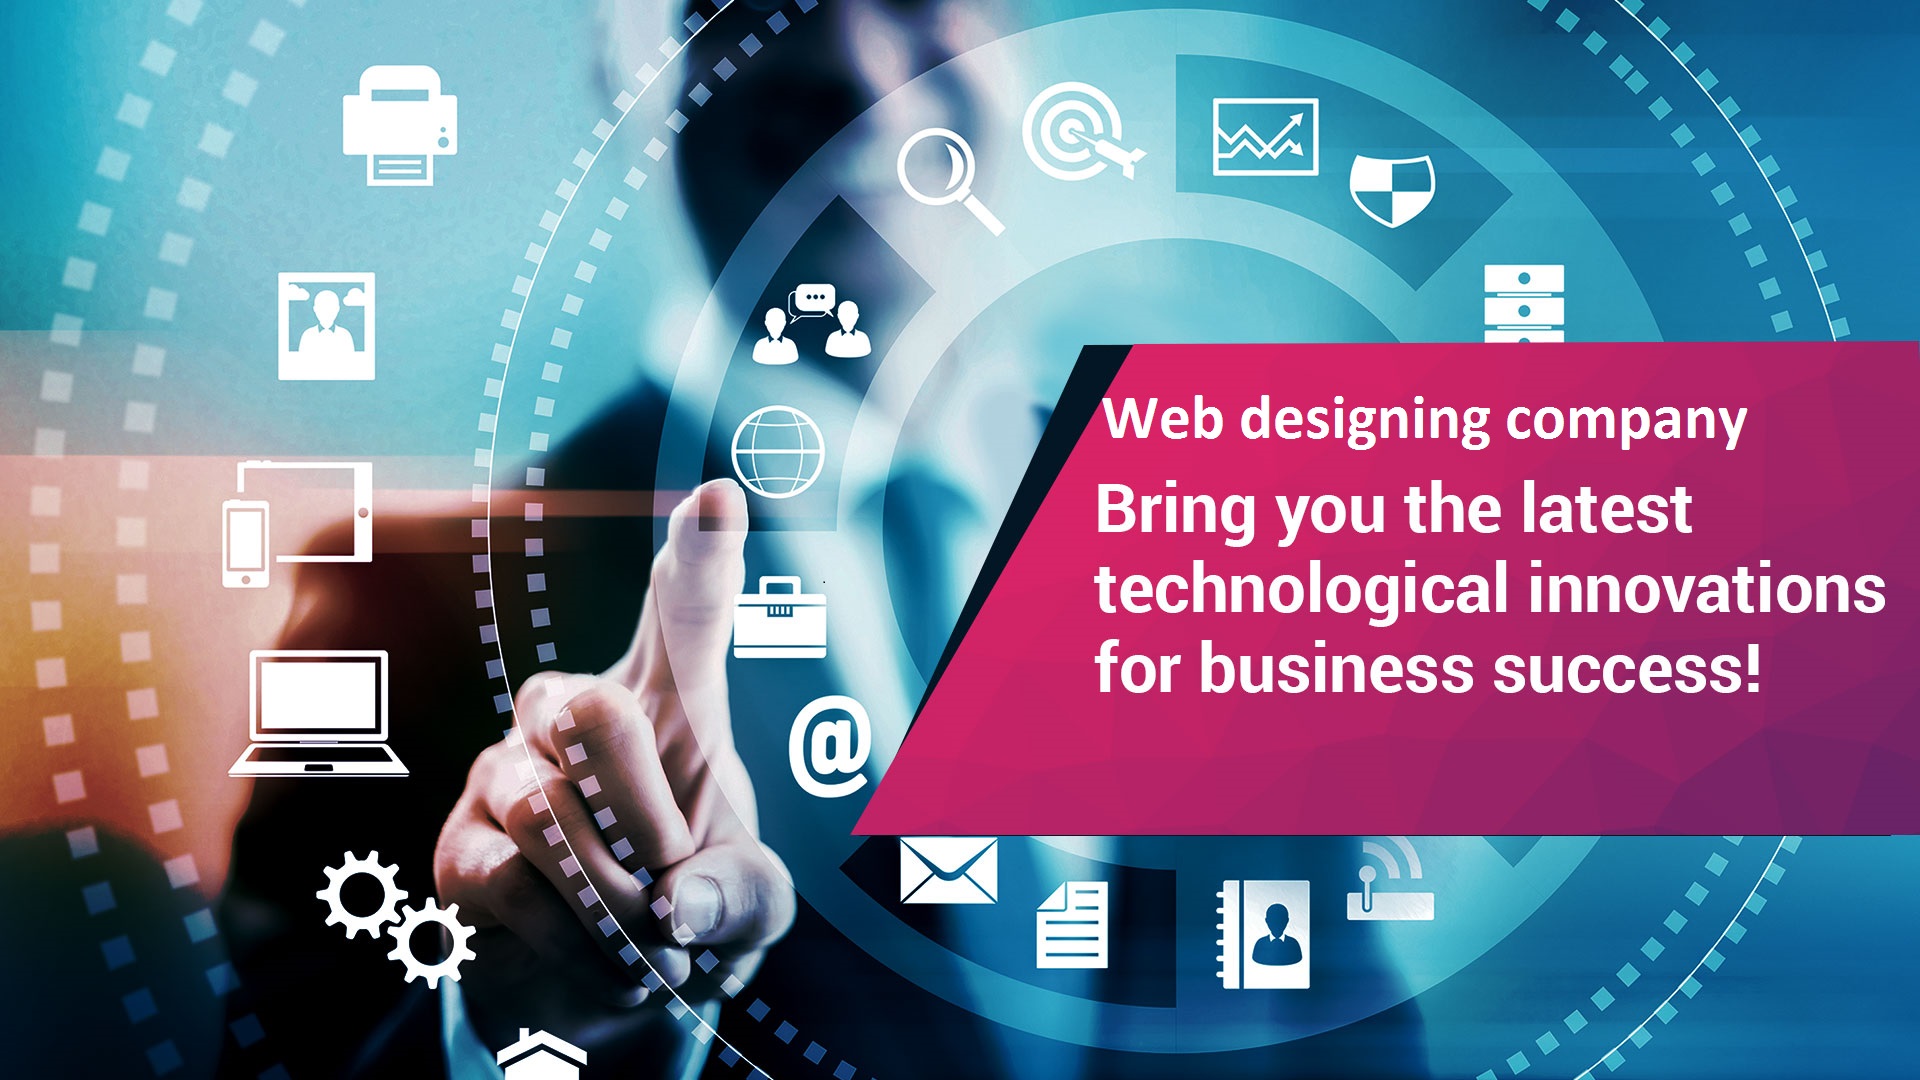 Web designing company
Bring you the latest
technological innovations
for business success!